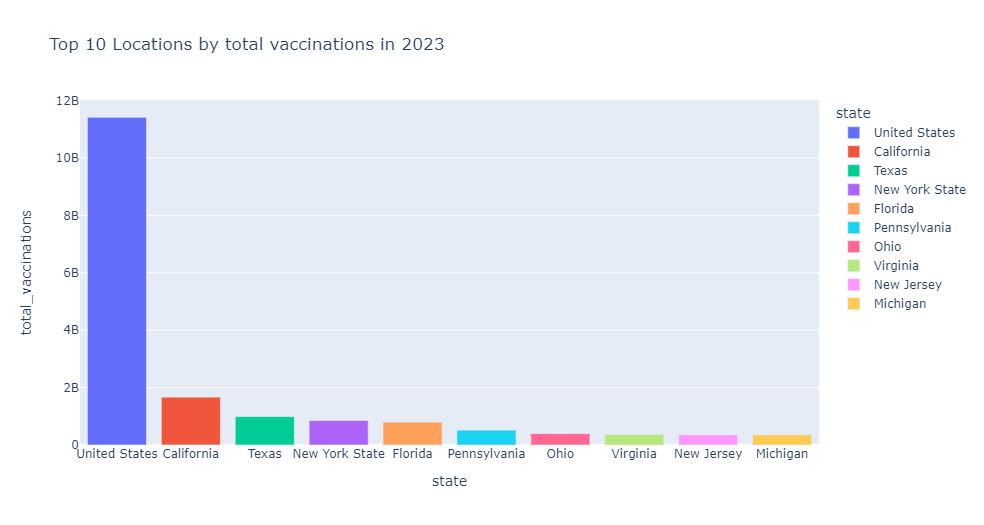 Top 10 Locations by total vaccinations in 2023
12B
10B
8B
6B
4B
2B
0
total_vaccinations
United States California Texas New York State Florida Pennsylvania Ohio Virginia New Jersey Michigan
state
state
United States
California
Texas
New York State
Florida
Pennsylvania
Ohio
Virginia
New Jersey
Michigan